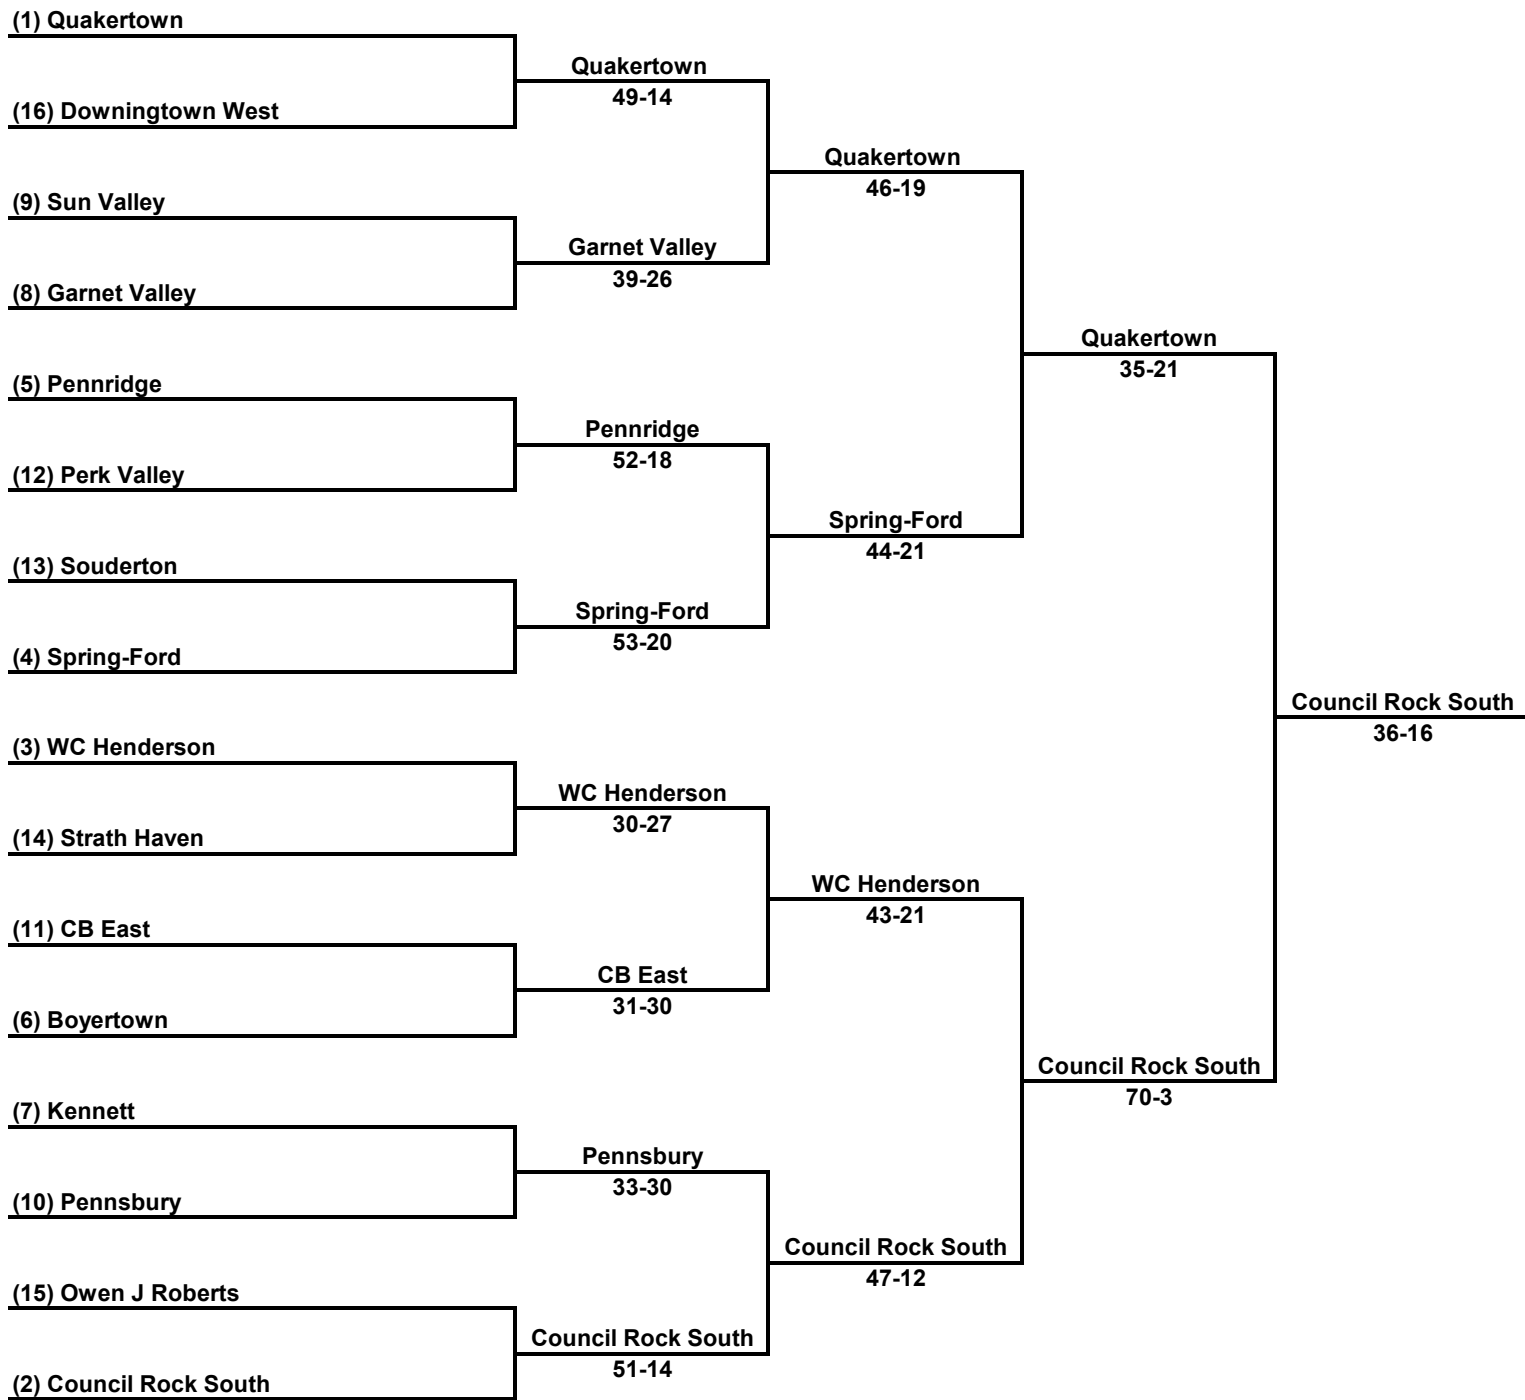 (1) Quakertown
Quakertown
49-14
(16) Downingtown West
Quakertown
46-19
(9) Sun Valley
Garnet Valley
39-26
(8) Garnet Valley
Quakertown
35-21
(5) Pennridge
Pennridge
52-18
(12) Perk Valley
Spring-Ford
44-21
(13) Souderton
Spring-Ford
53-20
(4) Spring-Ford
Council Rock South
36-16
(3) WC Henderson
WC Henderson
30-27
(14) Strath Haven
WC Henderson
43-21
(11) CB East
CB East
31-30
(6) Boyertown
Council Rock South
70-3
(7) Kennett
Pennsbury
33-30
(10) Pennsbury
Council Rock South
47-12
(15) Owen J Roberts
Council Rock South
51-14
(2) Council Rock South